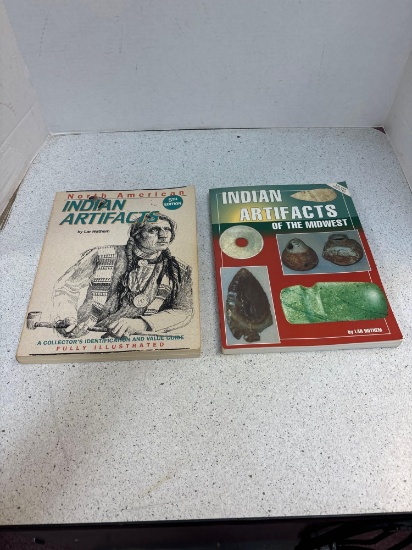 North American
INDIAN
ARTIFACTS
5TH
EDITION
by Lar Hothem
A COLLECTOR'S IDENTIFICATION AND VALUE GUIDE
FULLY ILLUSTRATED
INDIAN
ARTIFACTS
OF THE MIDWEST
by LAR HOTHEM